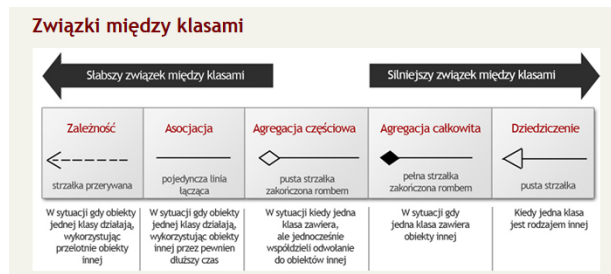 Związki między klasami
Słabszy związek między klasami
Silniejszy związek między klasami
Zależność
strzałka przerywana
W sytuacji gdy obiekty
jednej klasy działają,
wykorzystując
przelotnie obiekty
innej
Asocjacja
pojedyncza linia
łącząca
W sytuacji gdy obiekty
jednej klasy działają,
wykorzystując obiekty
innej przez pewnien
dłuższy czas
Agregacja częściowa
pusta strzałka
zakończona rombem
W sytuacji kiedy jedna
klasa zawiera,
ale jednocześnie
współdzieli odwołanie
do obiektów innej
Agregacja całkowita
pełna strzałka
zakończona rombem
W sytuacji gdy
jedna klasa zawiera
obiekty innej
Dziedziczenie
pusta strzałka
Kiedy jedna klasa
jest rodzajem innej